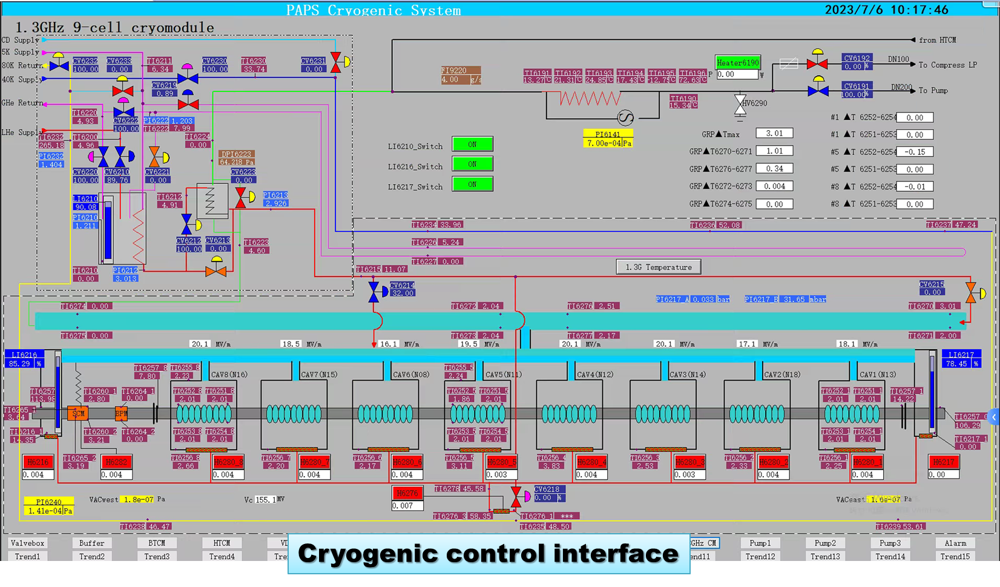 PAPS Cryogenic System
2023/7/6 10:17:46
1.3GHz 9-cell cryomodule
CD Supply
5K Supply
80K Return
40K Supply
GHe Return
LHe Supply
CV6232 100.00
CV6233 0.00
TI6211 6.34
CV6230 100.00
TI6230 33.74
CV6231 0.00
CV6219 0.89
TI6220 4.93
CV6222 100.00
PI6222 1.203
TI6222 7.99
TI6224 0.00
TI6232 265.18
TI6200 4.96
PI6232 1.404
DPI6223 64.218 Pa
CV6220 100.00
CV6210 89.76
CV6221 0.00
CV6223 0.00
LI6210 90.08
TI6212 4.91
PI6213 2.926
PI6210 1.211
CV6212 100.00
CV6213 0.00
TI6223 4.60
TI6210 0.00
PI6212 3.013
from HTCM
FI9220 4.00 g/s
TI6191 13.27℃
TI6192 21.31℃
TI6193 24.85℃
TI6194 17.43℃
TI6195 -12.75℃
TI6196 72.63℃
Heater6190
P 0.00 W
CV6192 0.00 %
DN100
To Compress LP
CV6191 100.00 %
DN200
To Pump
TI6190 15.34℃
HV6290
PI6141 7.00e-04 Pa
LI6210_Switch ON
LI6216_Switch ON
LI6217_Switch ON
GRP▲Tmax 3.01
GRP▲T6270-6271 1.01
GRP▲T6276-6277 0.34
GRP▲T6272-6273 0.004
GRP▲T6274-6275 0.00
#1 ▲T 6252-6254 0.00
#1 ▲T 6251-6253 0.00
#5 ▲T 6252-6254 -0.15
#5 ▲T 6251-6253 0.00
#8 ▲T 6252-6254 -0.01
#8 ▲T 6251-6253 0.00
TI6234 33.96
TI6236 52.08
TI6237 47.24
TI6226 5.24
TI6227 0.00
1.3G Temperature
TI6215 11.07
CV6214 32.00
CV6215 0.00
PI6217_A 0.033 bar
PI6217_B 31.65 mbar
TI6274 0.00
TI6272 2.04
TI6276 2.51
TI6270 3.01
TI6275 0.00
TI6273 2.04
TI6277 2.17
TI6271 2.00
20.1 MV/m
18.5 MV/m
16.1 MV/m
19.5 MV/m
20.1 MV/m
20.1 MV/m
17.1 MV/m
18.1 MV/m
LI6216 85.29 %
LI6217 78.45 %
TI6257_8 7.80
TI6255_8 2.23
TI6255_5 2.24
CAV8(N16)
CAV7(N15)
CAV6(N08)
CAV5(N11)
CAV4(N12)
CAV3(N14)
CAV2(N18)
CAV1(N13)
TI6257 113.98
TI6260_1 2.80
TI6264_1 0.00
TI6252_8 2.01
TI6251_8 2.01
TI6252_5 1.86
TI6251_5 2.01
TI6252_1 2.01
TI6251_1 2.01
TI6257_1 14.22
TI6265_1 3.64
SCM
BPM
TI6257_0 106.29
TI6216_1 14.35
TI6260_2 3.21
TI6264_2 0.00
TI6253_8 2.01
TI6254_8 2.01
TI6253_5 2.01
TI6254_5 2.01
TI6253_1 2.01
TI6254_1 2.01
TI6217_1 0.00
TI6265_2 3.19
TI6256_8 2.66
TI6256_7 2.20
TI6256_6 2.17
TI6256_5 3.11
TI6256_4 3.83
TI6256_3 2.53
TI6256_2 2.33
TI6256_1 2.25
H6216 0.004
H6282 0.004
H6280_8 0.004
H6280_7 0.004
H6280_6 0.004
H6280_5 0.003
H6280_4 0.004
H6280_3 0.003
H6280_2 0.004
H6280_1 0.004
H6217 0.00
H6276 0.007
TI6278 45.58
CV6218 0.00 %
PI6240 1.41e-04 Pa
VACwest 1.8e-07 Pa
Vc 155.1 MV
VACeast 1.6e-07 Pa
TI6276_3 58.35
TI6276_1 ***
TI6238 46.47
TI6235 48.50
TI6239 53.61
Valvebox
Buffer
BTCM
HTCM
GHz CM
Pump1
Pump2
Pump3
Alarm
Trend1
Trend2
Trend3
Trend4
Trend12
Trend13
Trend14
Trend15
Cryogenic control interface